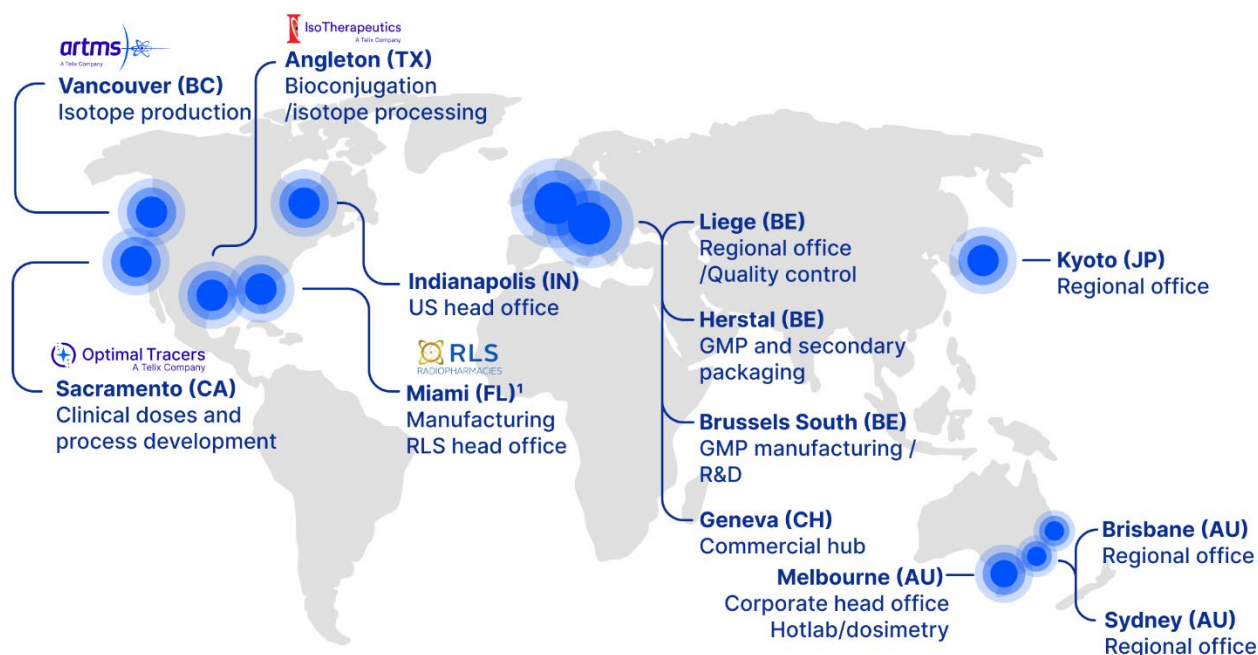 artms
A Telix Company
Vancouver (BC)
Isotope production
IsoTherapeutics
A Telix Company
Angleton (TX)
Bioconjugation
/isotope processing
Indianapolis (IN)
US head office
Optimal Tracers
A Telix Company
Sacramento (CA)
Clinical doses and
process development
RLS
RADIOPHARMACIES
Miami (FL)¹
Manufacturing
RLS head office
Liege (BE)
Regional office
/Quality control
Herstal (BE)
GMP and secondary
packaging
Brussels South (BE)
GMP manufacturing /
R&D
Geneva (CH)
Commercial hub
Kyoto (JP)
Regional office
Melbourne (AU)
Corporate head office
Hotlab/dosimetry
Brisbane (AU)
Regional office
Sydney (AU)
Regional office